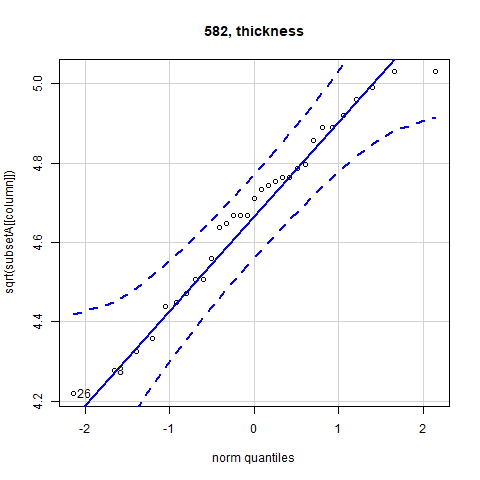 582, thickness
sqrt(subsetA[[column]])
5.0
4.8
4.6
4.4
4.2
26
-2 -1 0 1 2
norm quantiles